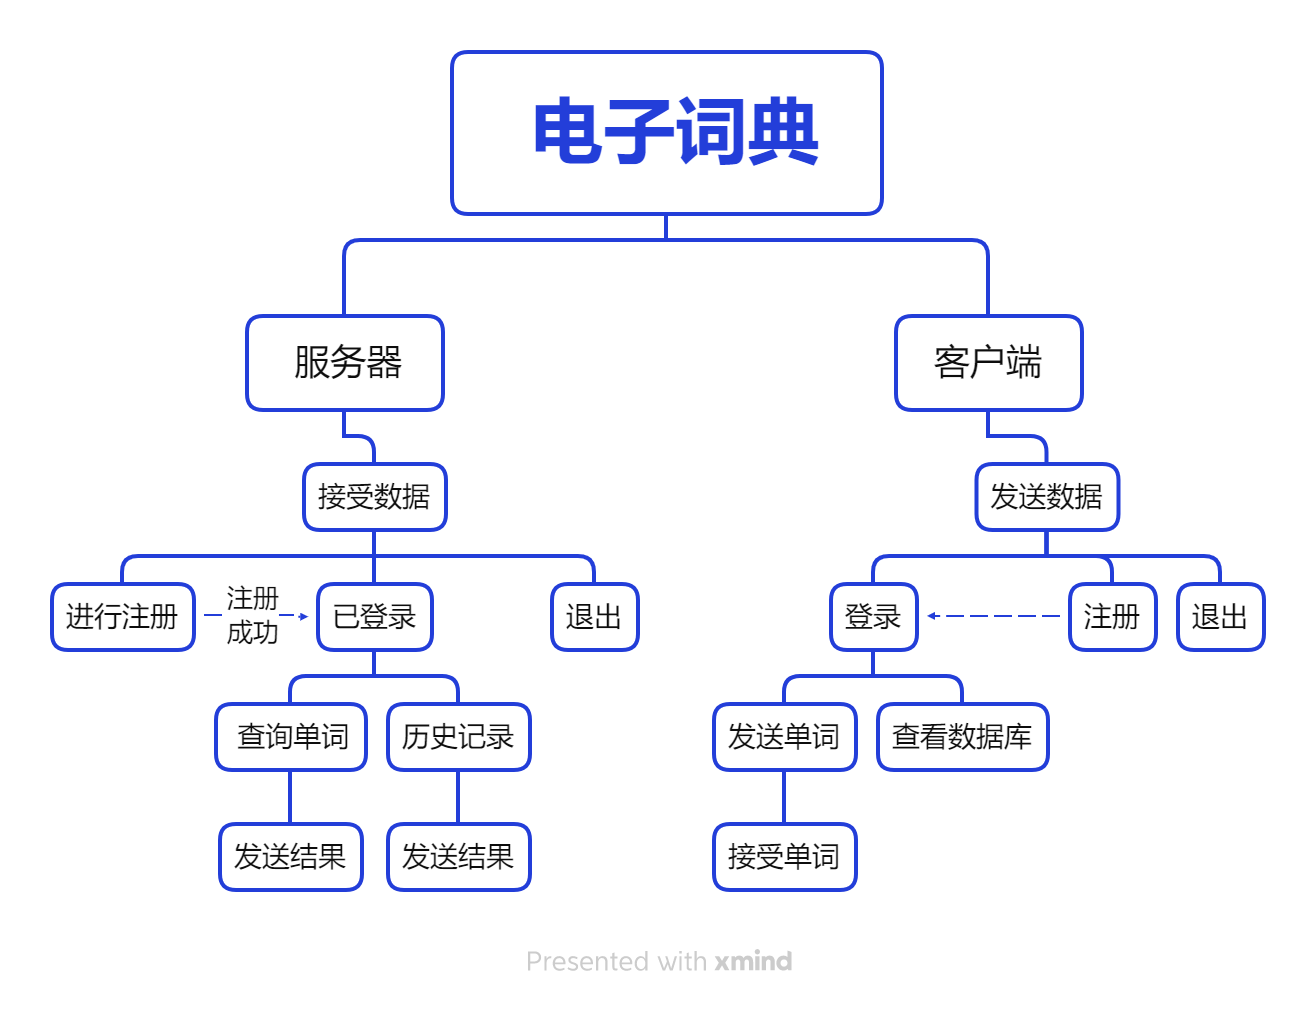 电子词典
服务器
客户端
接受数据
发送数据
进行注册
注册
成功
已登录
退出
登录
注册
退出
查询单词
历史记录
发送单词
查看数据库
发送结果
发送结果
接受单词
Presented with xmind